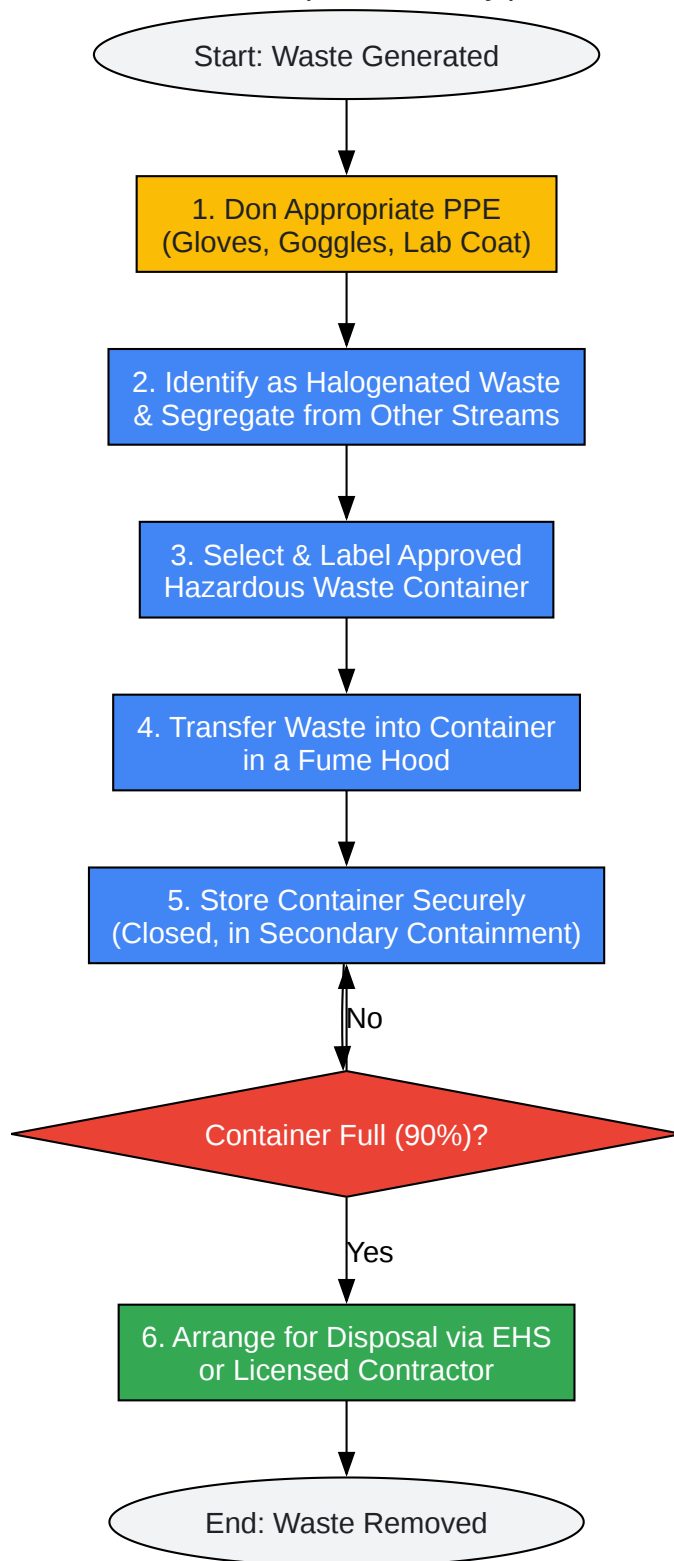 Start: Waste Generated
1. Don Appropriate PPE
(Gloves, Goggles, Lab Coat)
2. Identify as Halogenated Waste
& Segregate from Other Streams
3. Select & Label Approved
Hazardous Waste Container
4. Transfer Waste into Container
in a Fume Hood
5. Store Container Securely
(Closed, in Secondary Containment)
No
Container Full (90%)?
Yes
6. Arrange for Disposal via EHS
or Licensed Contractor
End: Waste Removed